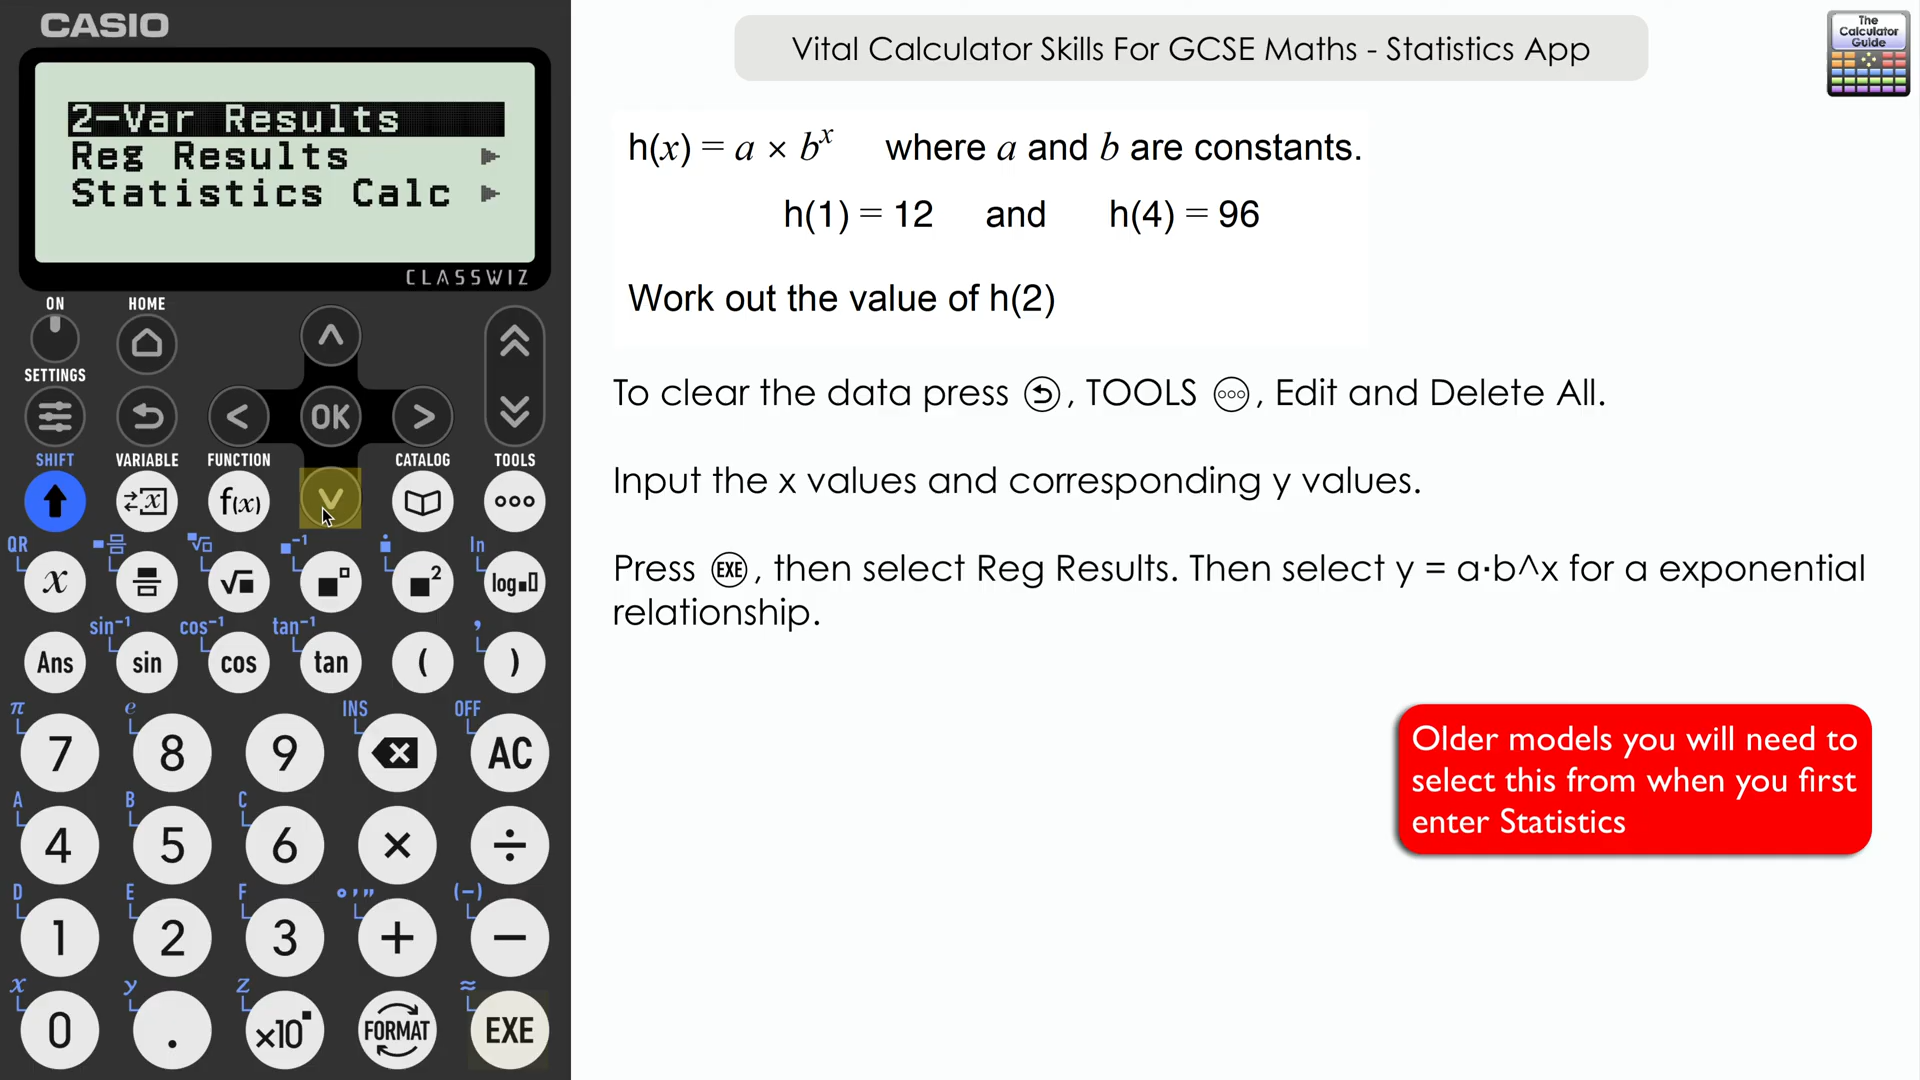 CASIO
2-Var Results
Reg Results
Statistics Calc
CLASSWIZ
ON
HOME
SETTINGS
OK
SHIFT
VARIABLE
FUNCTION
CATALOG
TOOLS
x
f(x)
QR
√
-1
ln
x
√
2
log
sin⁻¹
cos⁻¹
tan⁻¹
,
Ans
sin
cos
tan
(
)
π
e
INS
OFF
7
8
9
AC
A
B
C
4
5
6
×
÷
D
E
F
° ′ ″
(−)
1
2
3
+
−
x
y
z
≈
0
.
×10
FORMAT
EXE
Vital Calculator Skills For GCSE Maths - Statistics App
The
Calculator
Guide
h(x) = a × bˣ where a and b are constants.
h(1) = 12 and h(4) = 96
Work out the value of h(2)
To clear the data press , TOOLS , Edit and Delete All.
Input the x values and corresponding y values.
Press EXE, then select Reg Results. Then select y = a·b^x for a exponential
relationship.
Older models you will need to
select this from when you first
enter Statistics